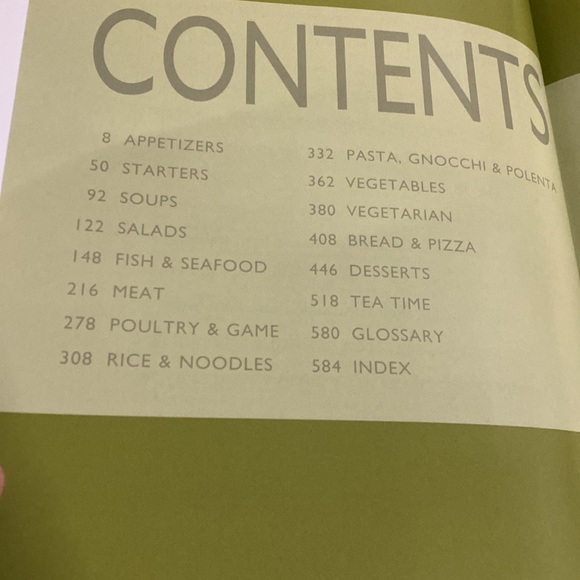 CONTENTS
8 APPETIZERS
50 STARTERS
92 SOUPS
122 SALADS
148 FISH & SEAFOOD
216 MEAT
278 POULTRY & GAME
308 RICE & NOODLES
332 PASTA, GNOCCHI & POLENTA
362 VEGETABLES
380 VEGETARIAN
408 BREAD & PIZZA
446 DESSERTS
518 TEA TIME
580 GLOSSARY
584 INDEX